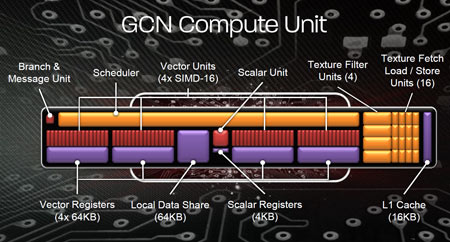 GCN Compute Unit
Branch &
Message Unit
Scheduler
Vector Units
(4x SIMD-16)
Scalar Unit
Texture Filter
Units (4)
Texture Fetch
Load / Store
Units (16)
Vector Registers
(4x 64KB)
Local Data Share
(64KB)
Scalar Registers
(4KB)
L1 Cache
(16KB)